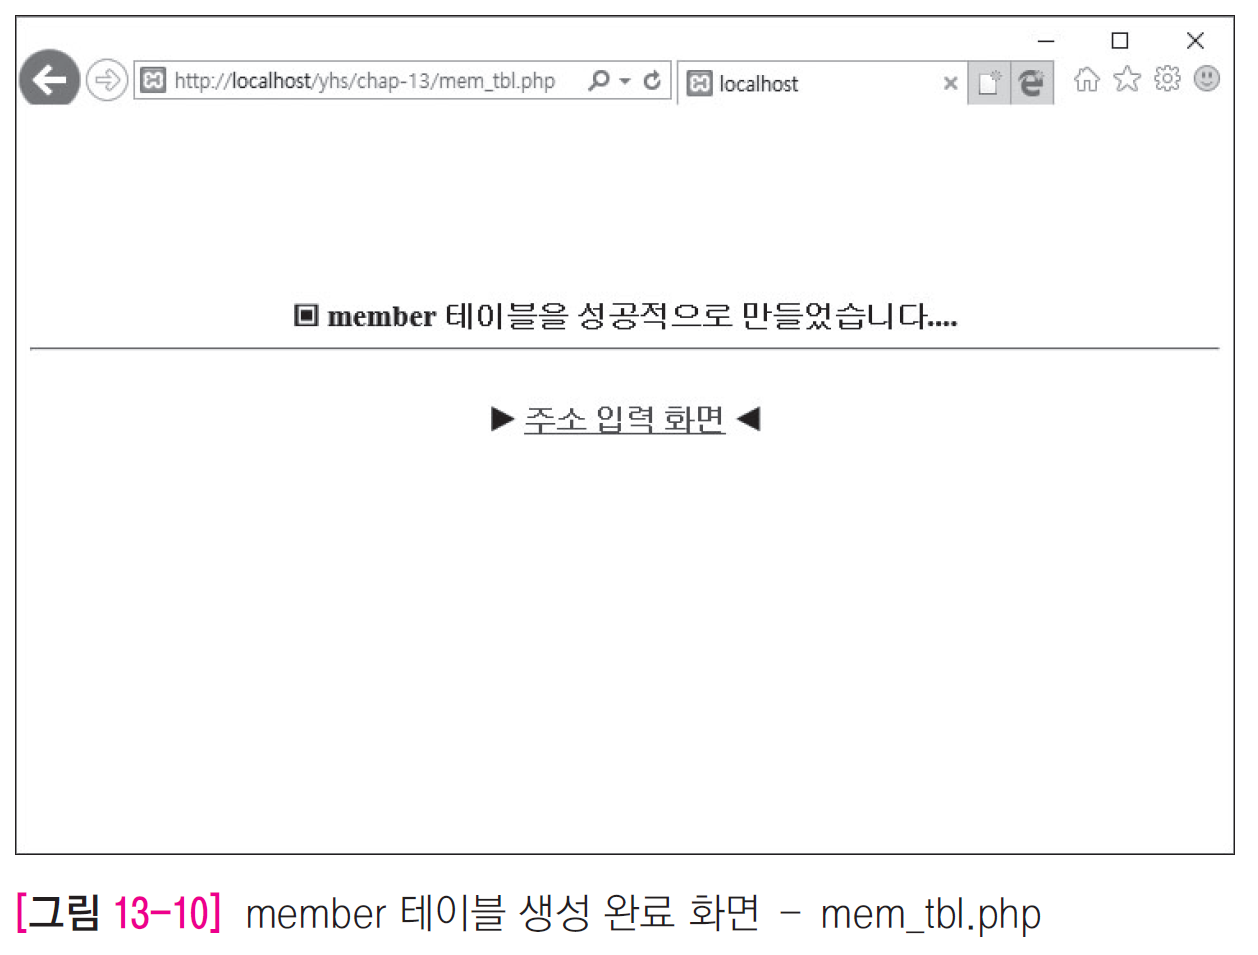 http://localhost/yhs/chap-13/mem_tbl.php
localhost
▣ member 테이블을 성공적으로 만들었습니다....
▶ 주소 입력 화면 ◀
[그림 13-10] member 테이블 생성 완료 화면 - mem_tbl.php